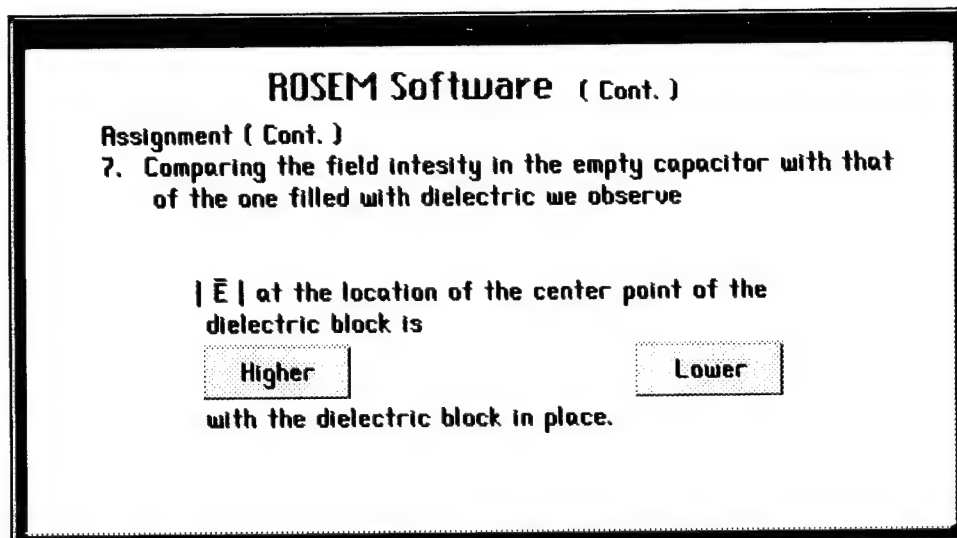 ROSEM Software ( Cont. )
Assignment ( Cont. )
7. Comparing the field intesity in the empty capacitor with that
of the one filled with dielectric we observe
| Ē | at the location of the center point of the
dielectric block is
Higher Lower
with the dielectric block in place.